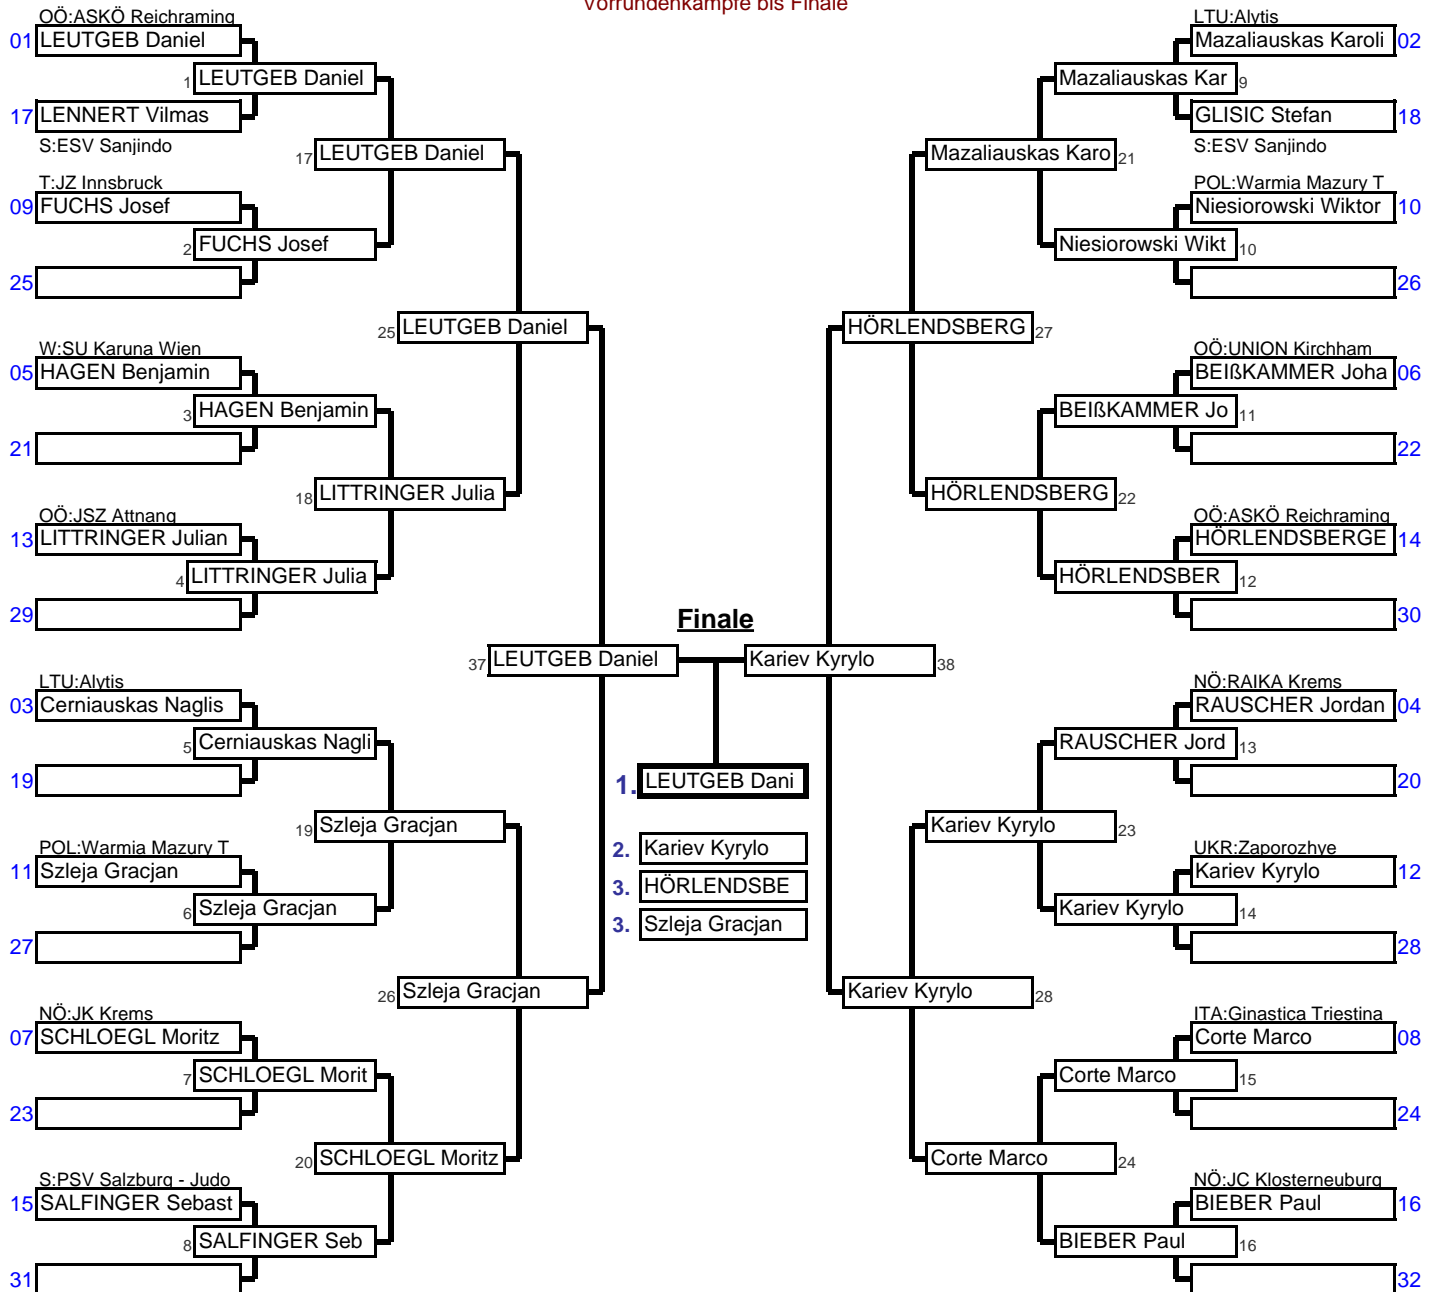 Vorrundenkämpfe bis Finale
OÖ:ASKÖ Reichraming
01 LEUTGEB Daniel
1 LEUTGEB Daniel
17 LENNERT Vilmas
S:ESV Sanjindo
17 LEUTGEB Daniel
T:JZ Innsbruck
09 FUCHS Josef
2 FUCHS Josef
25
25 LEUTGEB Daniel
W:SU Karuna Wien
05 HAGEN Benjamin
3 HAGEN Benjamin
21
18 LITTRINGER Julia
OÖ:JSZ Attnang
13 LITTRINGER Julian
4 LITTRINGER Julia
29
37 LEUTGEB Daniel
LTU:Alytis
03 Cerniauskas Naglis
5 Cerniauskas Nagli
19
19 Szleja Gracjan
POL:Warmia Mazury T
11 Szleja Gracjan
6 Szleja Gracjan
27
26 Szleja Gracjan
NÖ:JK Krems
07 SCHLOEGL Moritz
7 SCHLOEGL Morit
23
20 SCHLOEGL Moritz
S:PSV Salzburg - Judo
15 SALFINGER Sebast
8 SALFINGER Seb
31
Finale
1. LEUTGEB Dani
2. Kariev Kyrylo
3. HÖRLENDSBE
3. Szleja Gracjan
LTU:Alytis
Mazaliauskas Karoli 02
Mazaliauskas Kar 9
GLISIC Stefan 18
S:ESV Sanjindo
Mazaliauskas Karo 21
POL:Warmia Mazury T
Niesiorowski Wiktor 10
Niesiorowski Wikt 10
26
HÖRLENDSBERG 27
OÖ:UNION Kirchham
BEIßKAMMER Joha 06
BEIßKAMMER Jo 11
22
HÖRLENDSBERG 22
OÖ:ASKÖ Reichraming
HÖRLENDSBERGE 14
HÖRLENDSBER 12
30
Kariev Kyrylo 38
NÖ:RAIKA Krems
RAUSCHER Jordan 04
RAUSCHER Jord 13
20
Kariev Kyrylo 23
UKR:Zaporozhye
Kariev Kyrylo 12
Kariev Kyrylo 14
28
Kariev Kyrylo 28
ITA:Ginastica Triestina
Corte Marco 08
Corte Marco 15
24
Corte Marco 24
NÖ:JC Klosterneuburg
BIEBER Paul 16
BIEBER Paul 16
32